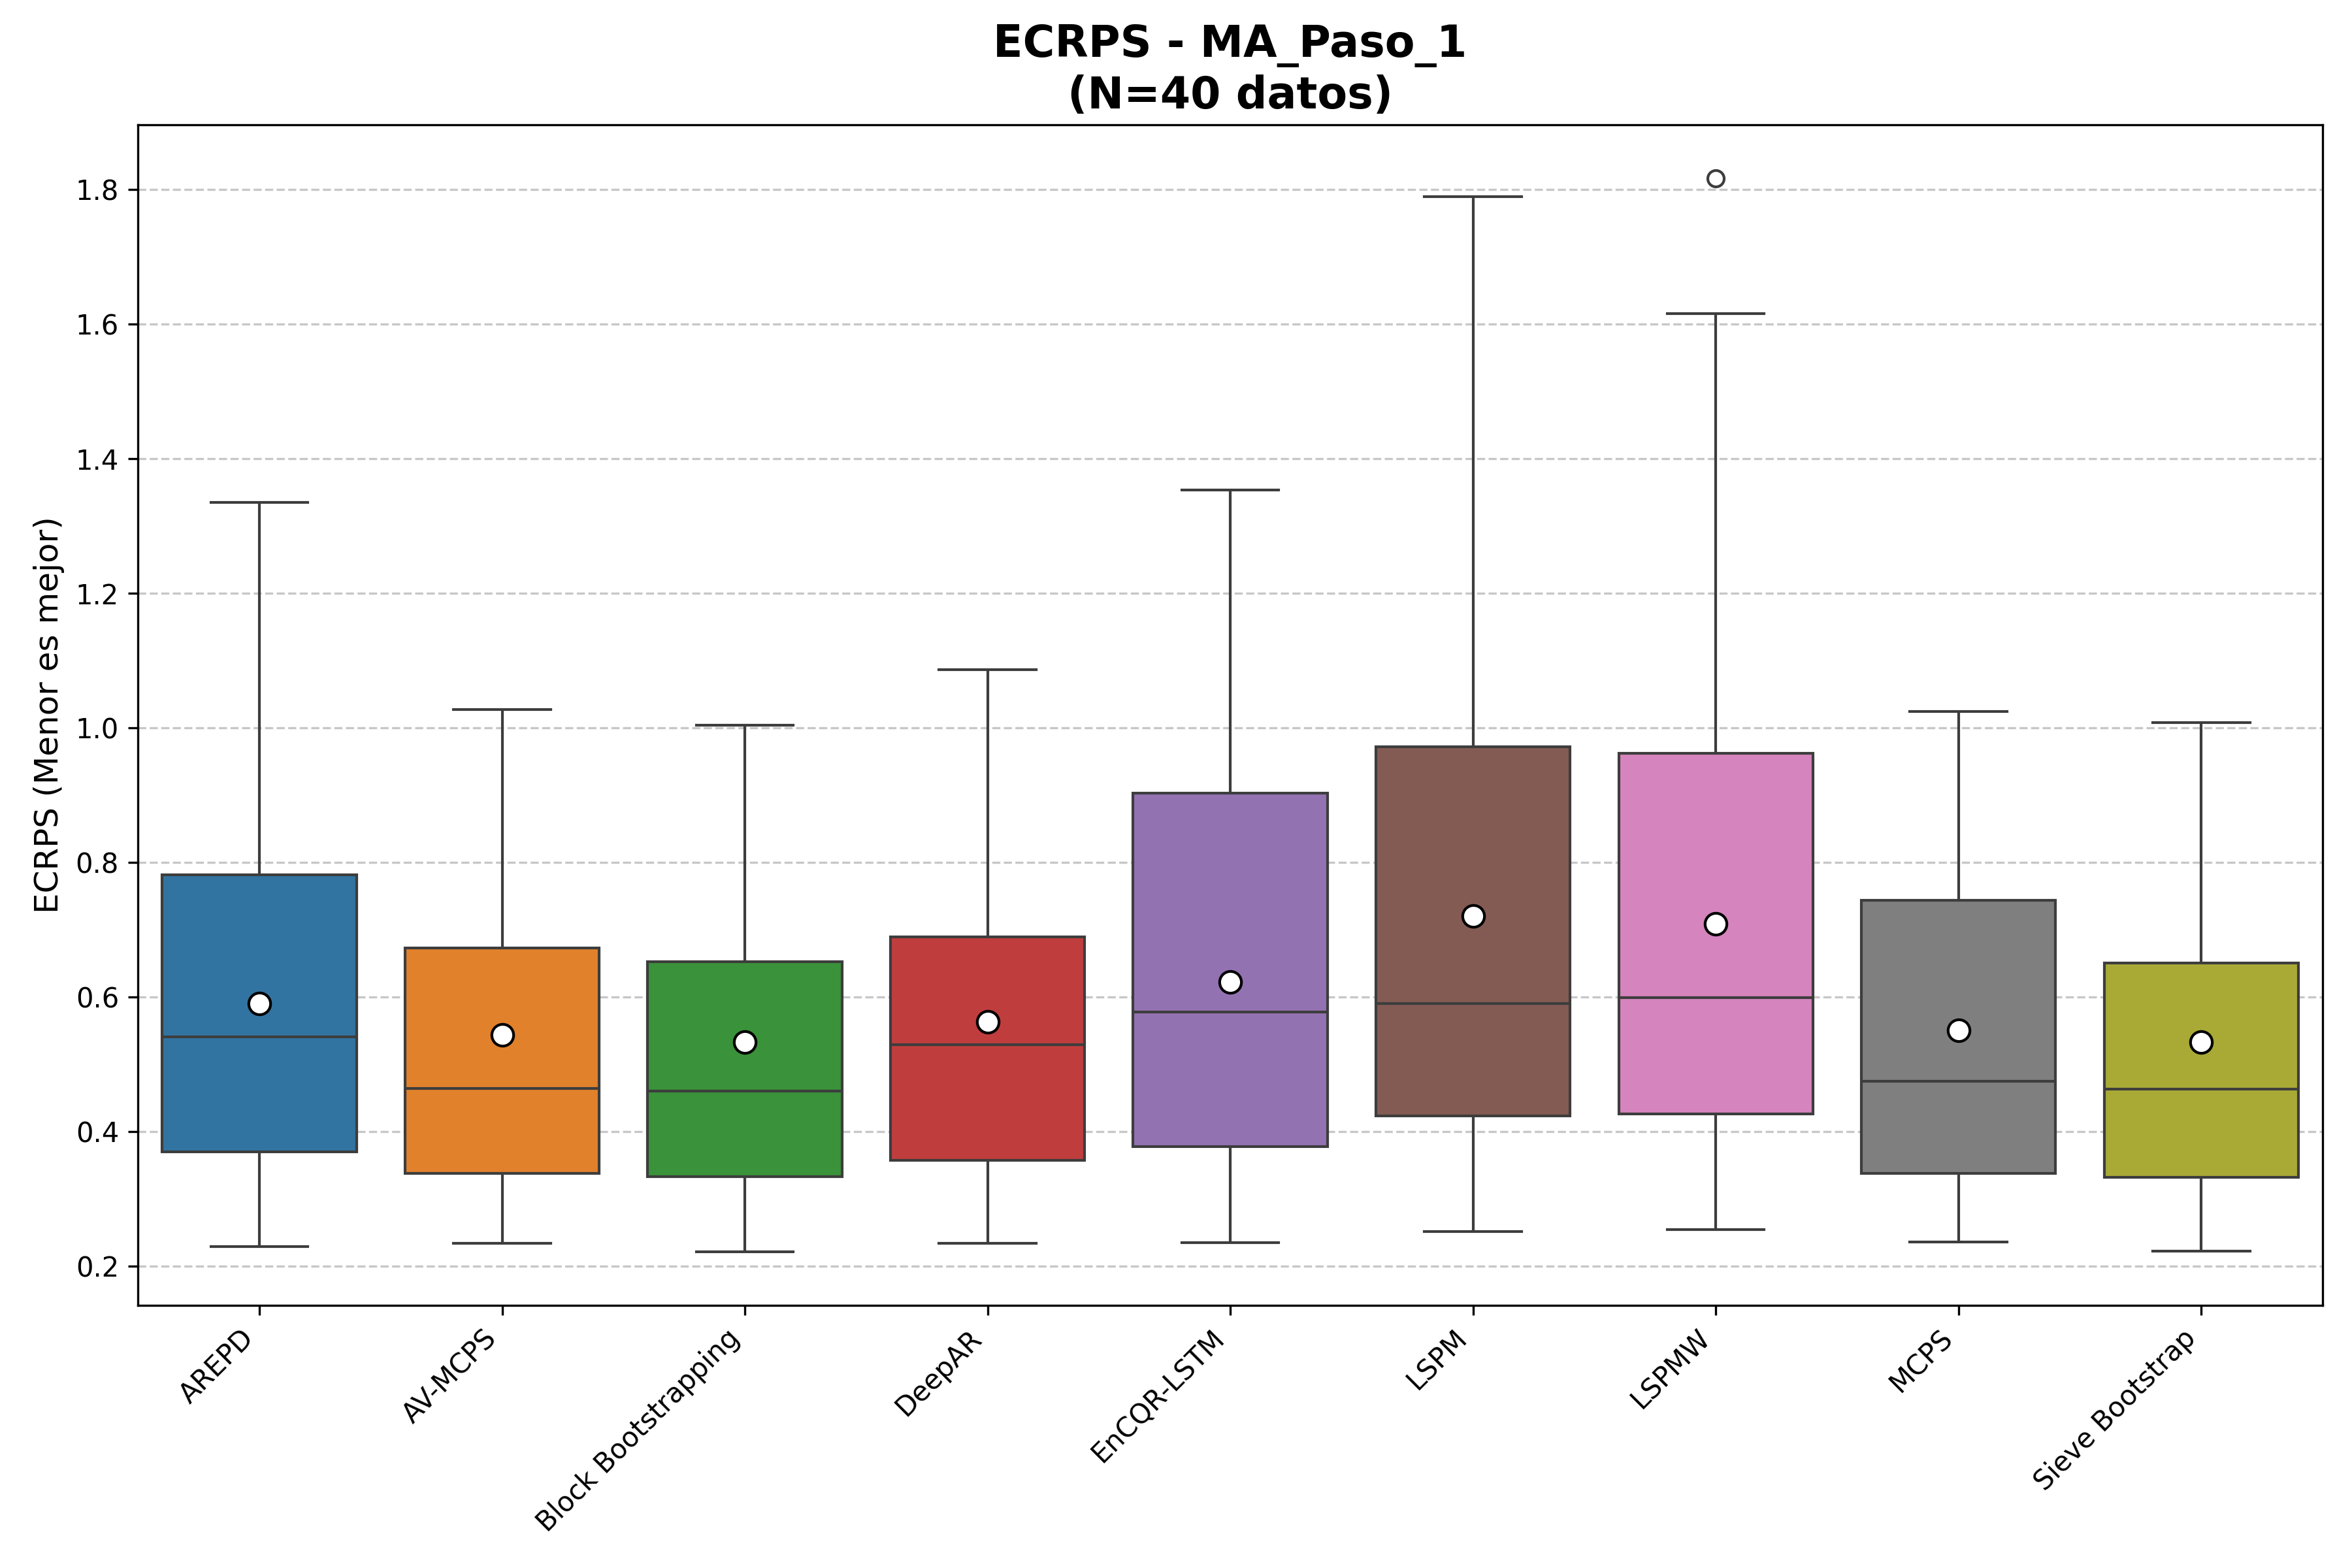 ECRPS - MA_Paso_1
(N=40 datos)
ECRPS (Menor es mejor)
1.8
1.6
1.4
1.2
1.0
0.8
0.6
0.4
0.2
AREPD
AV-MCPS
Block Bootstrapping
DeepAR
EnCQR-LSTM
LSPM
LSPMW
MCPS
Sieve Bootstrap